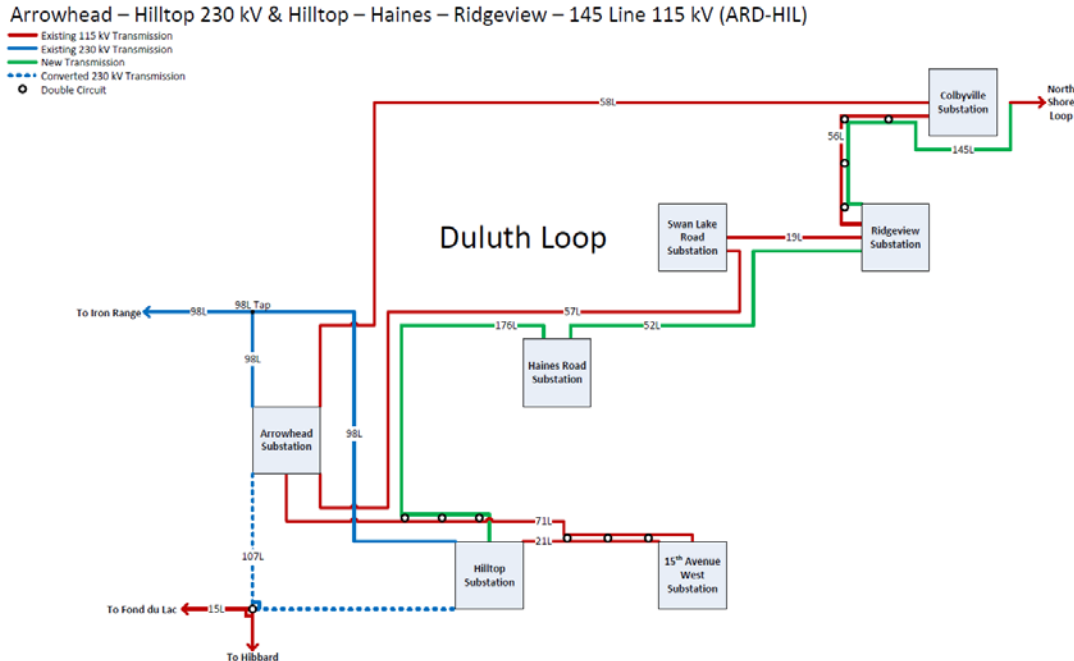 Arrowhead – Hilltop 230 kV & Hilltop – Haines – Ridgeview – 145 Line 115 kV (ARD-HIL)
Existing 115 kV Transmission
Existing 230 kV Transmission
New Transmission
Converted 230 kV Transmission
Double Circuit
Colbyville
Substation
North
Shore
Loop
58L
56L
145L
Duluth Loop
Swan Lake
Road
Substation
19L
Ridgeview
Substation
To Iron Range
98L
98L Tap
57L
176L
52L
98L
Haines Road
Substation
Arrowhead
Substation
98L
71L
21L
107L
Hilltop
Substation
15th Avenue
West
Substation
To Fond du Lac
15L
To Hibbard